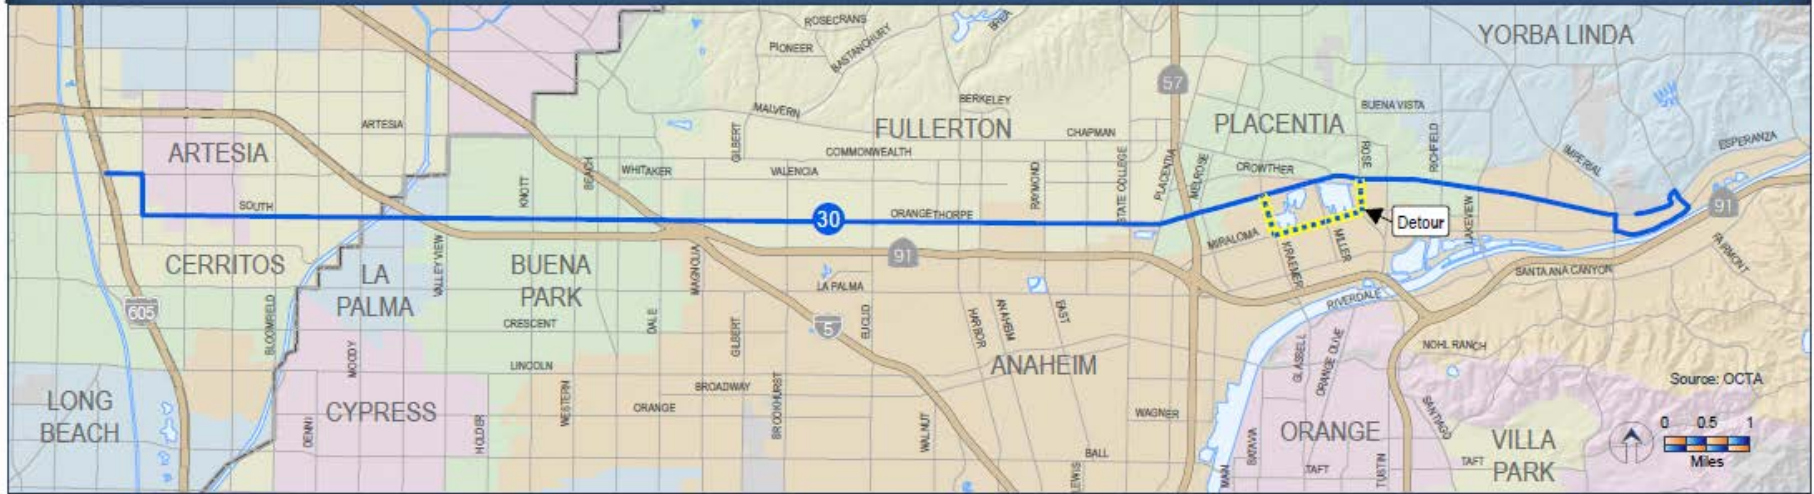 ROSECRANS
PIONEER
BASTANCHURY
BREA
YORBA LINDA
57
MALVERN
BERKELEY
BUENA VISTA
ARTESIA
GILBERT
FULLERTON
CHAPMAN
PLACENTIA
ESPERANZA
ARTESIA
COMMONWEALTH
CROWTHER
ROSE
RICHFIELD
IMPERIAL
KNOTT
BEACH
WHITAKER
VALENCIA
RAYMOND
STATE COLLEGE
PLACENTIA
MELROSE
SOUTH
30
ORANGETHORPE
91
Detour
LAKEVIEW
MIRALOMA
KRAEMER
MILLER
FAIRMONT
CERRITOS
LA
PALMA
VALLEY VIEW
BUENA
PARK
MAGNOLIA
91
LA PALMA
SANTA ANA CANYON
RIVERDALE
605
BLOOMFIELD
CRESCENT
DALE
GILBERT
5
EUCLID
HARBOR
ANAHEIM
EAST
MOODY
LINCOLN
ANAHEIM
GLASSELL
ORANGE OLIVE
NOHL RANCH
Source: OCTA
LONG
BEACH
CYPRESS
DENNI
HOLDER
WESTERN
ORANGE
BROADWAY
BROOKHURST
WALNUT
WAGNER
BALL
LEWIS
MAIN
BATAVIA
ORANGE
TAFT
TUSTIN
SANTIAGO
TAFT
VILLA
PARK
0 0.5 1
Miles